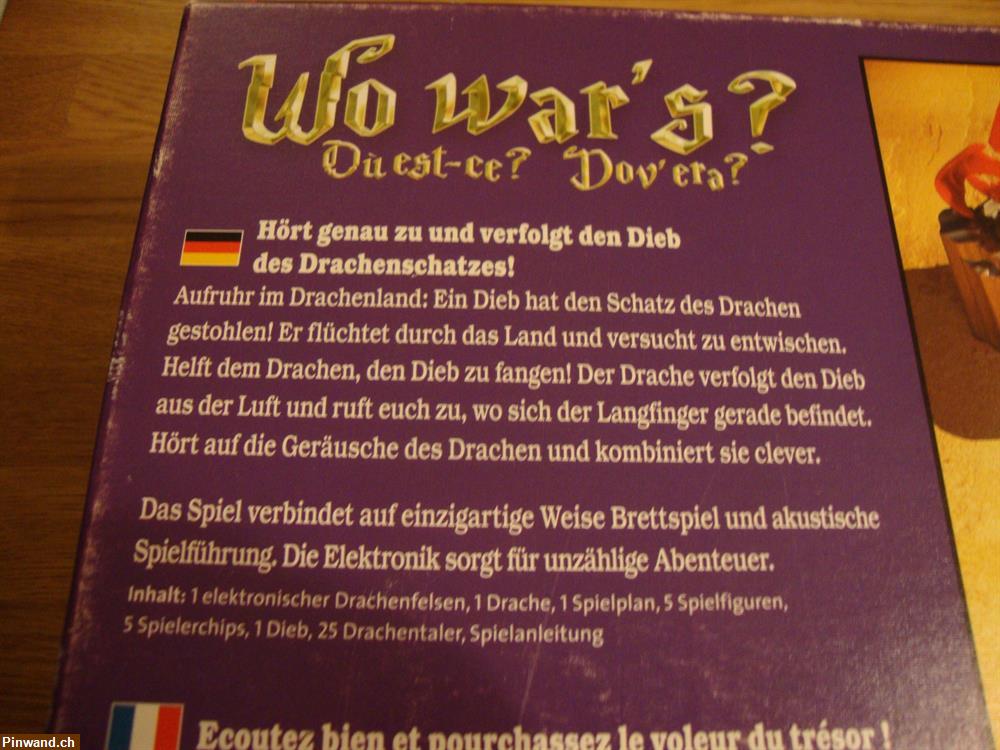 Wo war's?
Où est-ce? Dov'era?
Hört genau zu und verfolgt den Dieb
des Drachenschatzes!
Aufruhr im Drachenland: Ein Dieb hat den Schatz des Drachen
gestohlen! Er flüchtet durch das Land und versucht zu entwischen.
Helft dem Drachen, den Dieb zu fangen! Der Drache verfolgt den Dieb
aus der Luft und ruft euch zu, wo sich der Langfinger gerade befindet.
Hört auf die Geräusche des Drachen und kombiniert sie clever.
Das Spiel verbindet auf einzigartige Weise Brettspiel und akustische
Spielführung. Die Elektronik sorgt für unzählige Abenteuer.
Inhalt: 1 elektronischer Drachenfelsen, 1 Drache, 1 Spielplan, 5 Spielfiguren,
5 Spielerchips, 1 Dieb, 25 Drachentaler, Spielanleitung
Ecoutez bien et pourchassez le voleur du trésor !
Pinwand.ch